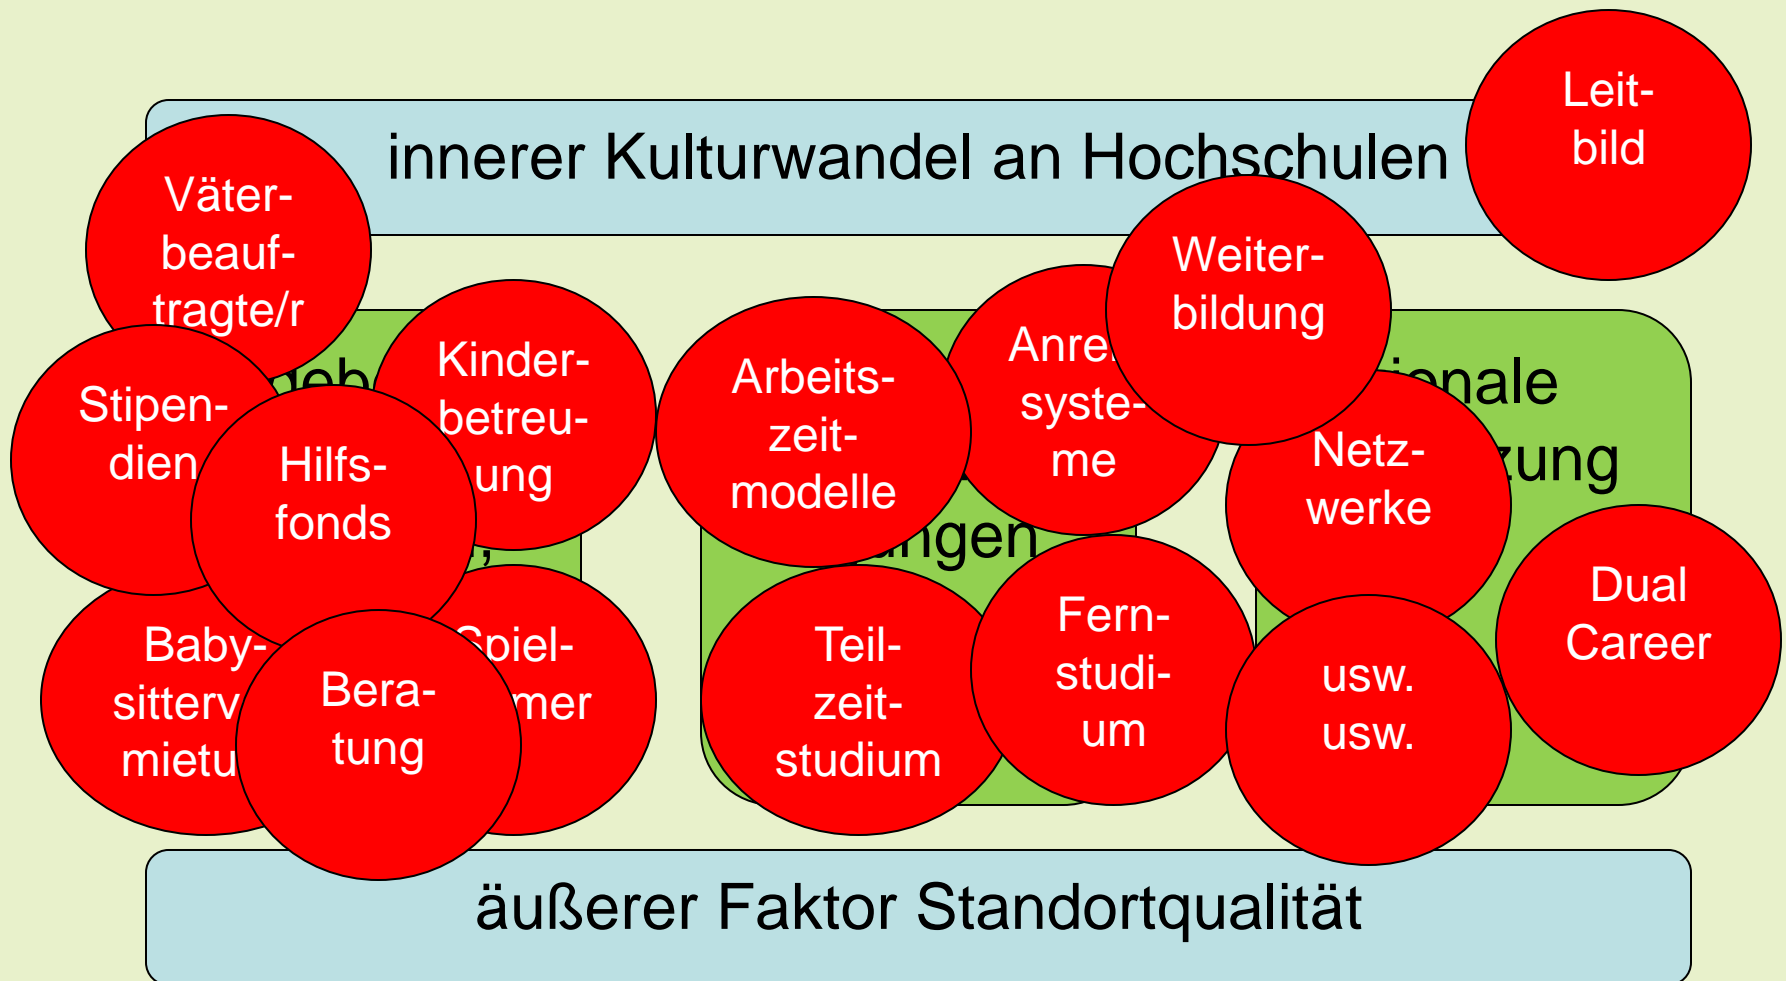 innerer Kulturwandel an Hochschulen
Leit-
bild
Väter-
beauf-
tragte/r
Weiter-
bildung
Stipen-
dien
Hilfs-
fonds
Kinder-
betreu-
ung
Arbeits-
zeit-
modelle
syste-
me
Netz-
werke
Dual
Career
Baby-
Bera-
tung
Teil-
zeit-
studium
Fern-
studi-
um
usw.
usw.
äußerer Faktor Standortqualität